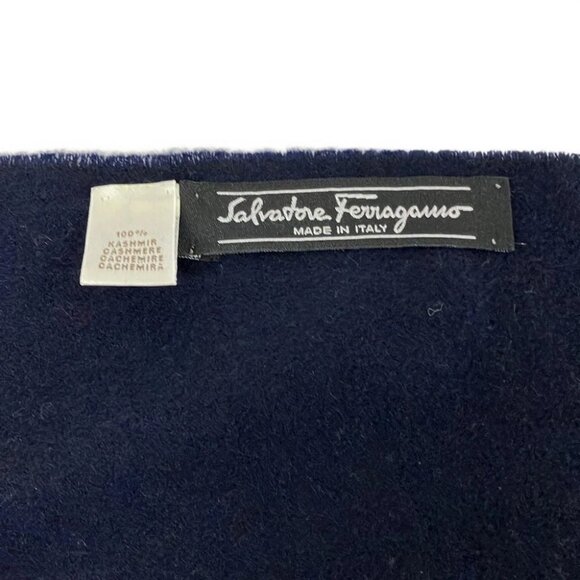 100%
KASHMIR
CASHMERE
CACHEMIRE
CACHEMIRA
Salvatore Ferragamo
MADE IN ITALY